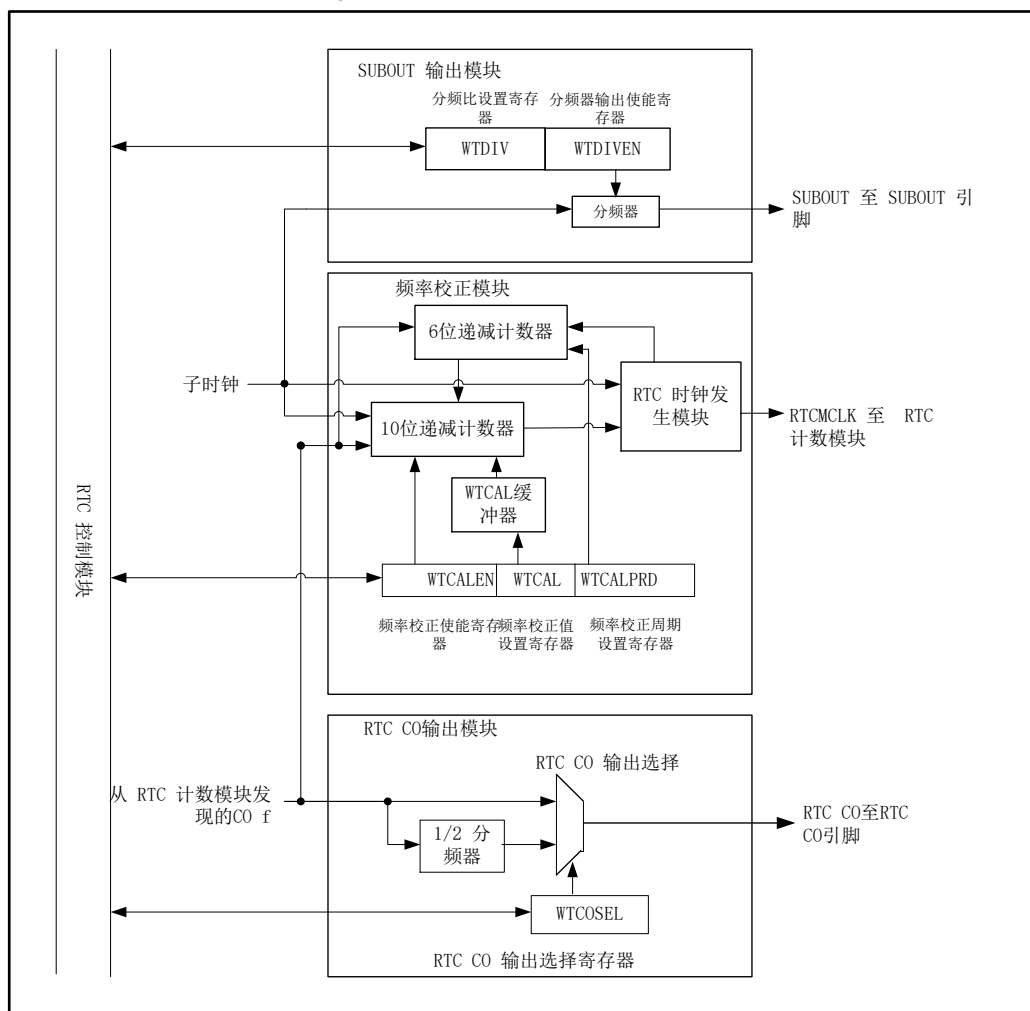 SUBOUT 输出模块
分频比设置寄存
器
分频器输出使能寄
存器
WTDIV
WTDIVEN
分频器
SUBOUT 至 SUBOUT 引
脚
频率校正模块
6位递减计数器
子时钟
10位递减计数器
RTC 时钟发
生模块
RTCMCLK 至 RTC
计数模块
WTCAL缓
冲器
RTC 控制模块
WTCALEN
WTCAL
WTCALPRD
频率校正使能寄存
器
频率校正值
设置寄存器
频率校正周期
设置寄存器
RTC CO输出模块
RTC CO 输出选择
从 RTC 计数模块发
现的CO f
1/2 分
频器
RTC CO至RTC
CO引脚
WTCOSEL
RTC CO 输出选择寄存器